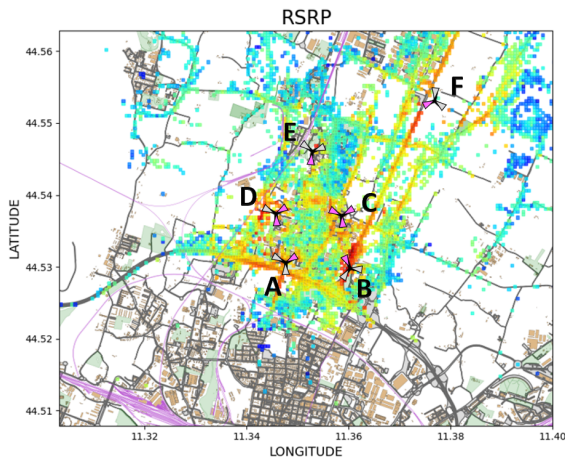 RSRP
44.56
F
44.55
E
44.54
D
C
LATITUDE
44.53
A
B
44.52
44.51
11.32
11.34
11.36
11.38
11.40
LONGITUDE